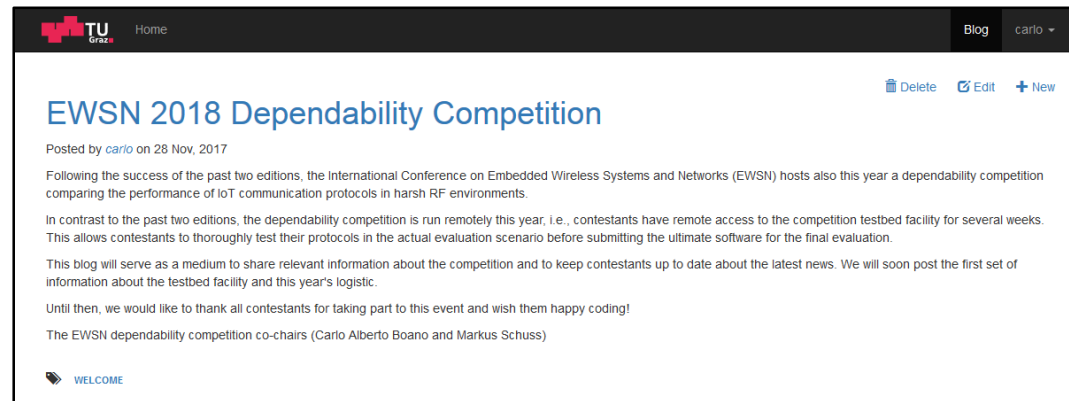 TU
Graz
Home
Blog
carlo
Delete
Edit
New
EWSN 2018 Dependability Competition
Posted by carlo on 28 Nov, 2017
Following the success of the past two editions, the International Conference on Embedded Wireless Systems and Networks (EWSN) hosts also this year a dependability competition
comparing the performance of IoT communication protocols in harsh RF environments.
In contrast to the past two editions, the dependability competition is run remotely this year, i.e., contestants have remote access to the competition testbed facility for several weeks.
This allows contestants to thoroughly test their protocols in the actual evaluation scenario before submitting the ultimate software for the final evaluation.
This blog will serve as a medium to share relevant information about the competition and to keep contestants up to date about the latest news. We will soon post the first set of
information about the testbed facility and this year's logistic.
Until then, we would like to thank all contestants for taking part to this event and wish them happy coding!
The EWSN dependability competition co-chairs (Carlo Alberto Boano and Markus Schuss)
WELCOME